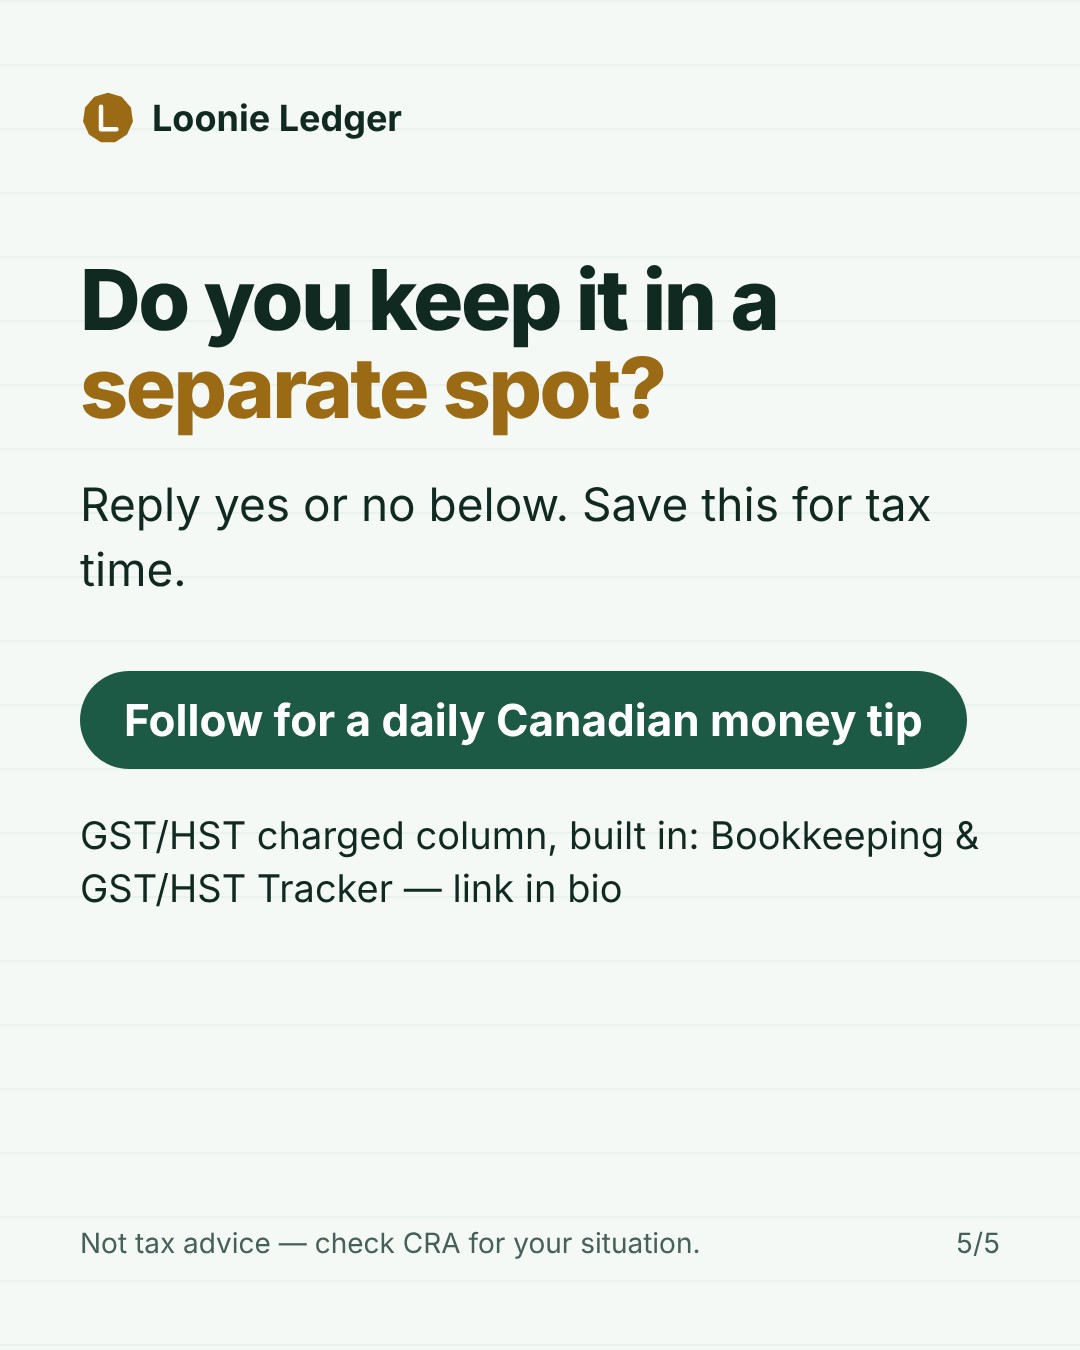 L Loonie Ledger
Do you keep it in a
separate spot?
Reply yes or no below. Save this for tax
time.
Follow for a daily Canadian money tip
GST/HST charged column, built in: Bookkeeping &
GST/HST Tracker — link in bio
Not tax advice — check CRA for your situation. 5/5